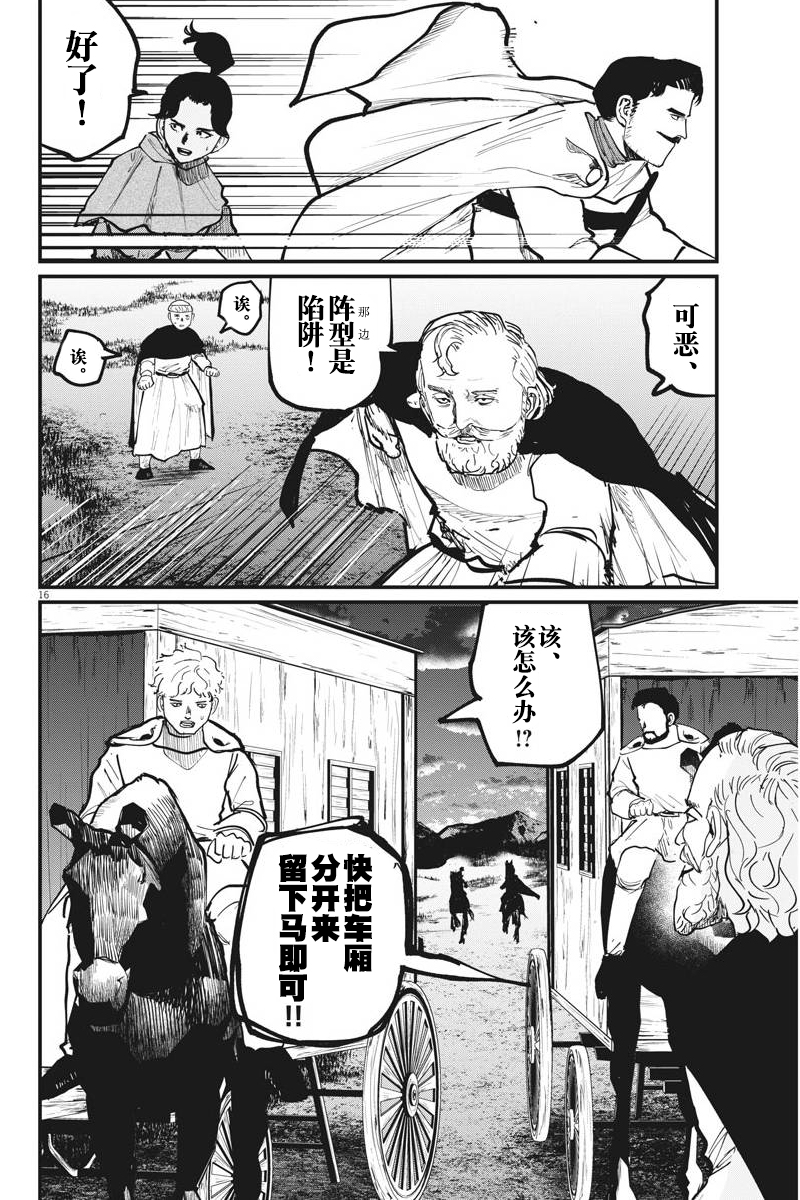 好了！
可恶、
那边
阵型是
陷阱！
诶。
诶。
16
该、
该怎么办!?
快把车厢
分开来
留下马即可!!